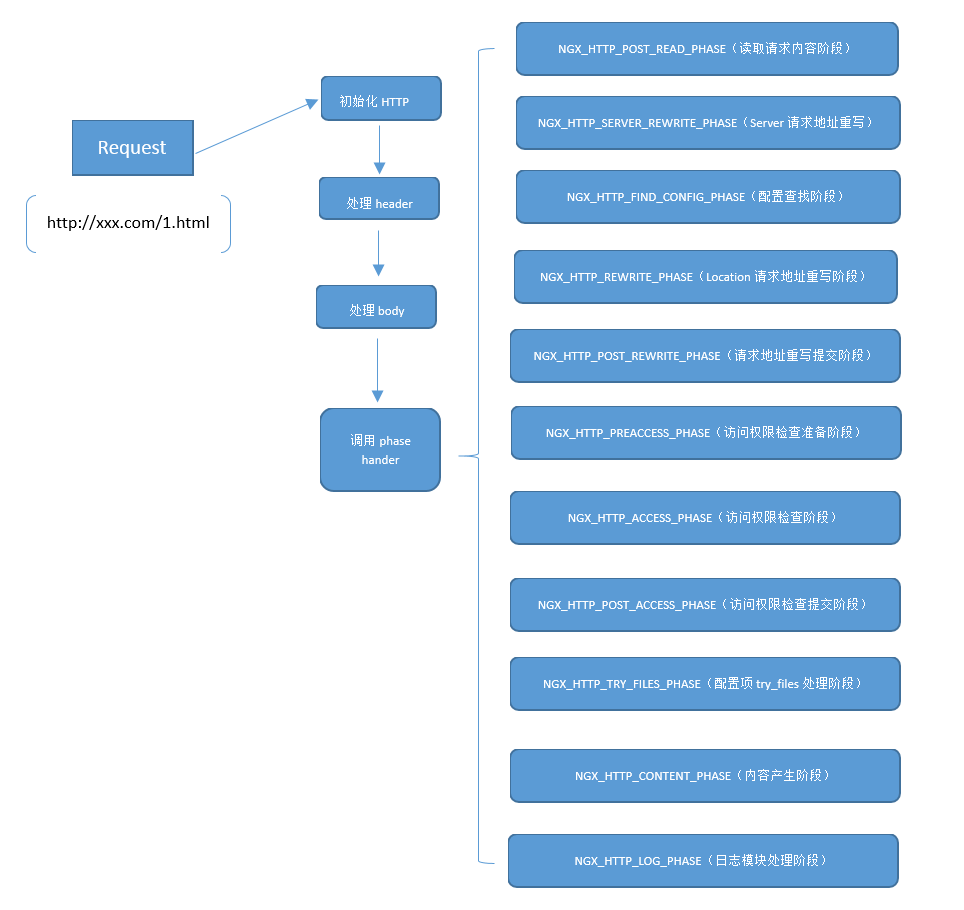 Request
http://xxx.com/1.html
初始化 HTTP
处理 header
处理 body
调用 phase
hander
NGX_HTTP_POST_READ_PHASE（读取请求内容阶段）
NGX_HTTP_SERVER_REWRITE_PHASE（Server 请求地址重写）
NGX_HTTP_FIND_CONFIG_PHASE（配置查找阶段）
NGX_HTTP_REWRITE_PHASE（Location 请求地址重写阶段）
NGX_HTTP_POST_REWRITE_PHASE（请求地址重写提交阶段）
NGX_HTTP_PREACCESS_PHASE（访问权限检查准备阶段）
NGX_HTTP_ACCESS_PHASE（访问权限检查阶段）
NGX_HTTP_POST_ACCESS_PHASE（访问权限检查提交阶段）
NGX_HTTP_TRY_FILES_PHASE（配置项 try_files 处理阶段）
NGX_HTTP_CONTENT_PHASE（内容产生阶段）
NGX_HTTP_LOG_PHASE（日志模块处理阶段）